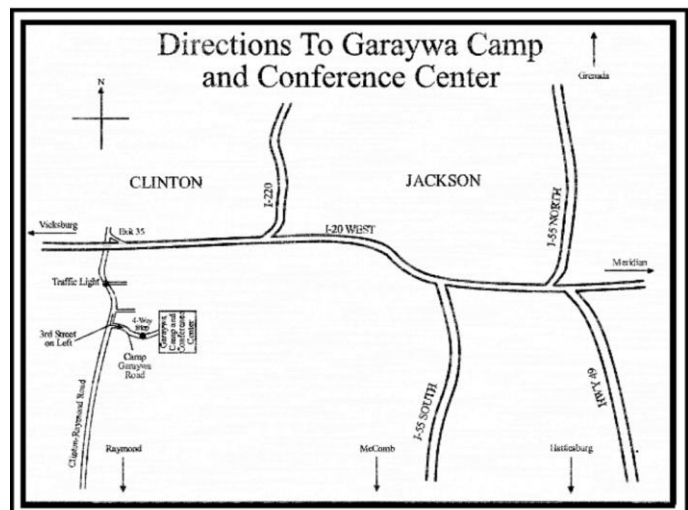 Directions To Garaywa Camp
and Conference Center
Grenada
N
CLINTON
JACKSON
I-220
I-55 NORTH
Vicksburg
Exit 35
I-20 WEST
Meridian
Traffic Light
4-Way
Stop
Garaywa
Camp and
Conference
Center
3rd Street
on Left
Camp
Garaywa
Road
HWY 49
I-55 SOUTH
Clinton-Raymond Road
Raymond
McComb
Hattiesburg